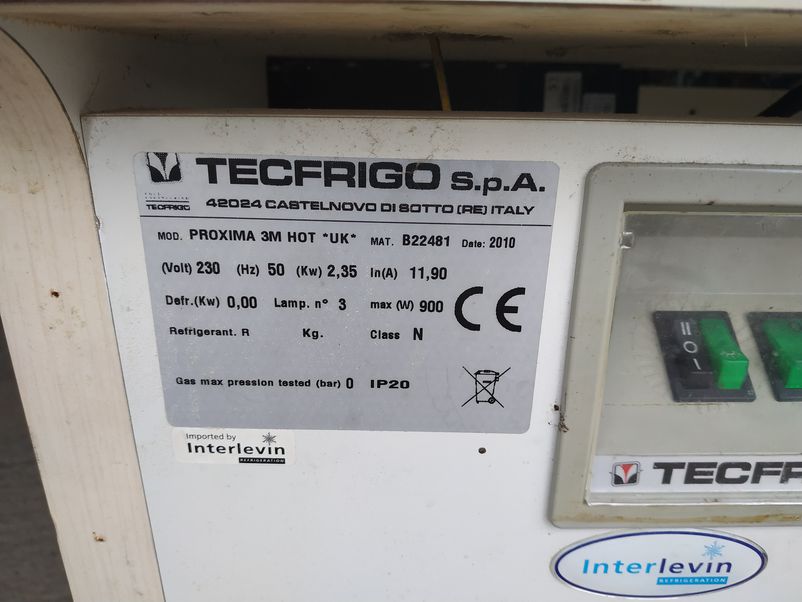 TECFRIGO S.p.A.
TECFRIGO
42024 CASTELNOVO DI SOTTO (RE) ITALY
MOD. PROXIMA 3M HOT *UK* MAT. B22481 Date: 2010
(Volt) 230 (Hz) 50 (Kw) 2,35 In(A) 11,90
Defr.(Kw) 0,00 Lamp. n° 3 max (W) 900
CE
Refrigerant. R Kg. Class N
Gas max pression tested (bar) 0 IP20
Imported by
Interlevin
REFRIGERATION
II
O
I
TECFR
Interlevin
REFRIGERATION